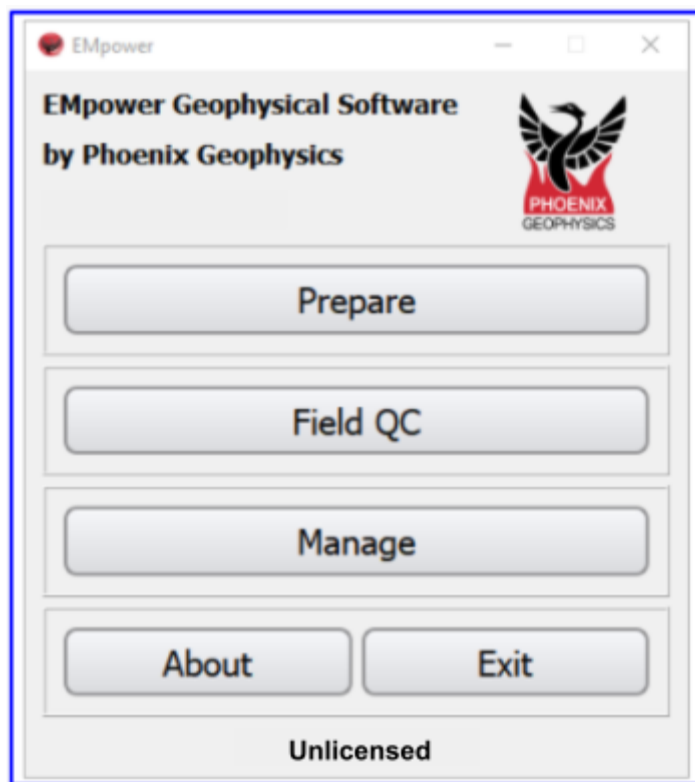 EMpower
EMpower Geophysical Software
by Phoenix Geophysics
PHOENIX
GEOPHYSICS
Prepare
Field QC
Manage
About
Exit
Unlicensed